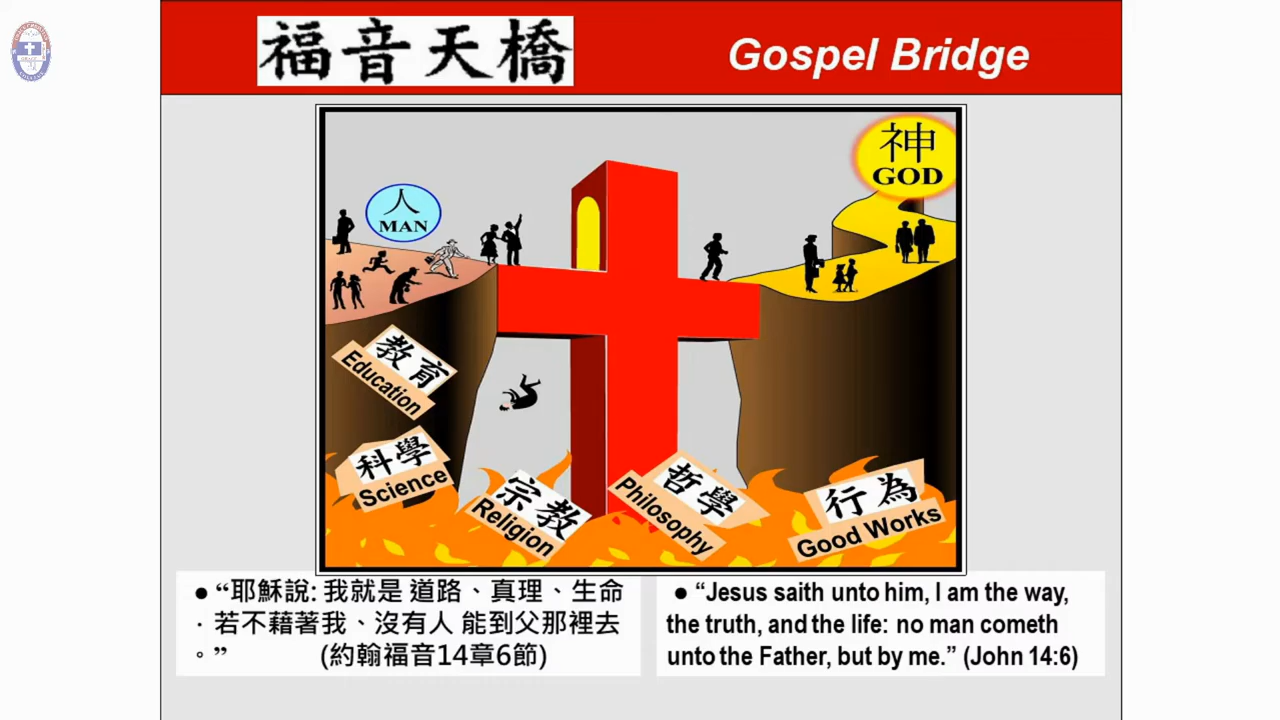 福音天橋
Gospel Bridge
神
GOD
人
MAN
教育
Education
科學
Science
宗教
Religion
哲學
Philosophy
行為
Good Works
● “耶穌說: 我就是 道路、真理、生命
．若不藉著我、沒有人 能到父那裡去
。” (約翰福音14章6節)
● “Jesus saith unto him, I am the way,
the truth, and the life: no man cometh
unto the Father, but by me.” (John 14:6)